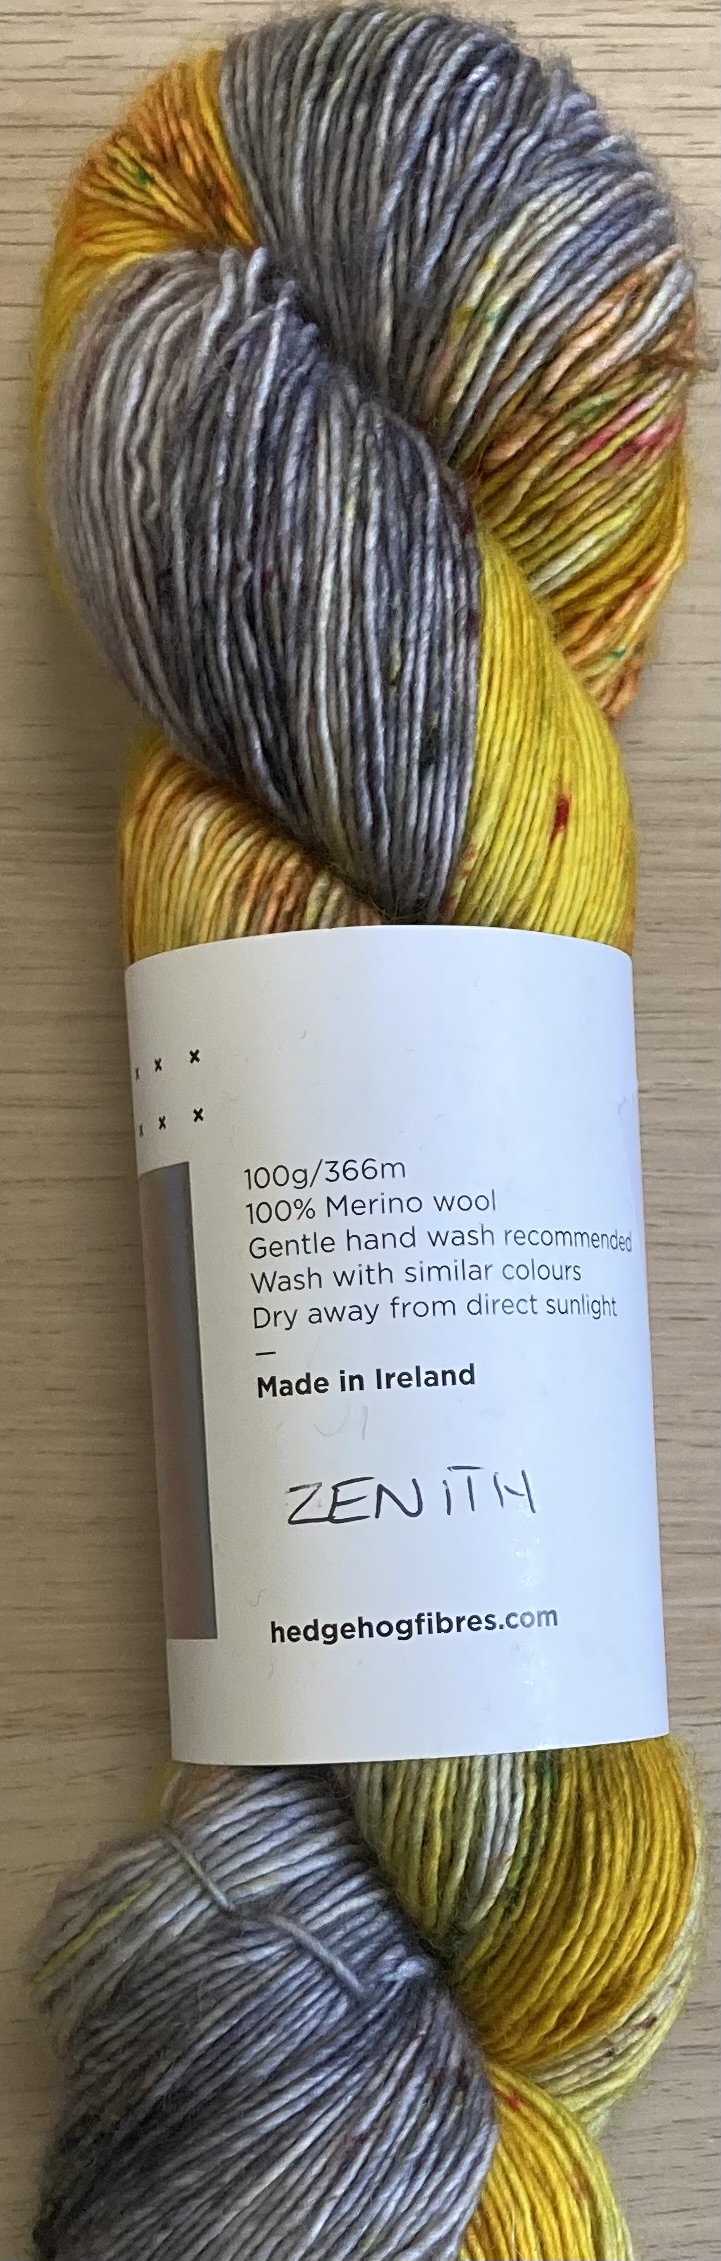 x x x
x x x
100g/366m
100% Merino wool
Gentle hand wash recommended
Wash with similar colours
Dry away from direct sunlight
—
Made in Ireland
ZENITH
hedgehogfibres.com